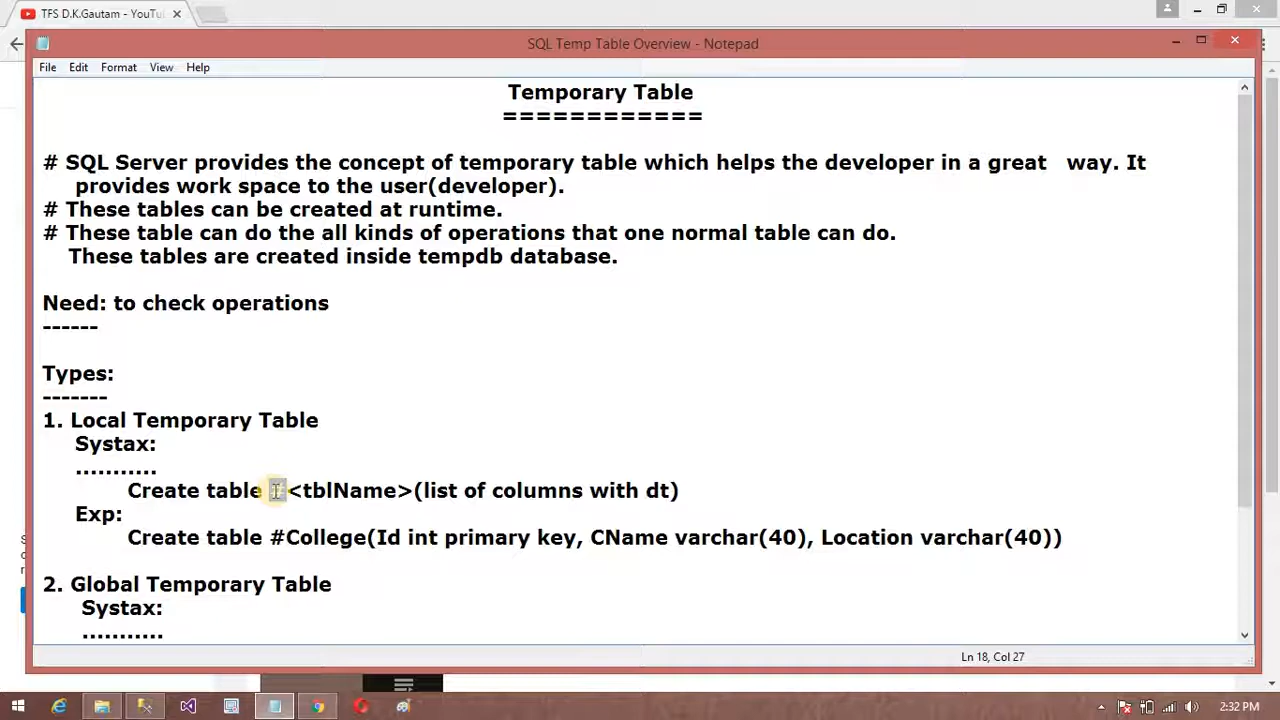 TFS D.K.Gautam - YouTu
SQL Temp Table Overview - Notepad
File Edit Format View Help
Temporary Table
============
# SQL Server provides the concept of temporary table which helps the developer in a great way. It
provides work space to the user(developer).
# These tables can be created at runtime.
# These table can do the all kinds of operations that one normal table can do.
These tables are created inside tempdb database.
Need: to check operations
------
Types:
-------
1. Local Temporary Table
Systax:
...........
Create table <tblName>(list of columns with dt)
Exp:
Create table #College(Id int primary key, CName varchar(40), Location varchar(40))
2. Global Temporary Table
Systax:
...........
Ln 18, Col 27
2:32 PM